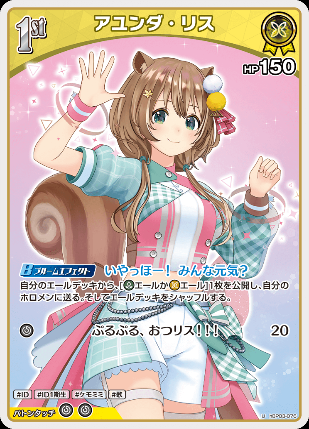 1st
アユンダ・リス
HP150
ブルームエフェクト いやっほー！みんな元気？
自分のエールデッキから、[エールかエール]1枚を公開し、自分の
ホロメンに送る。そしてエールデッキをシャッフルする。
ぷるぷる、おつリス！！！ 20
#ID #ID1期生 #ケモミミ #歌
バトンタッチ